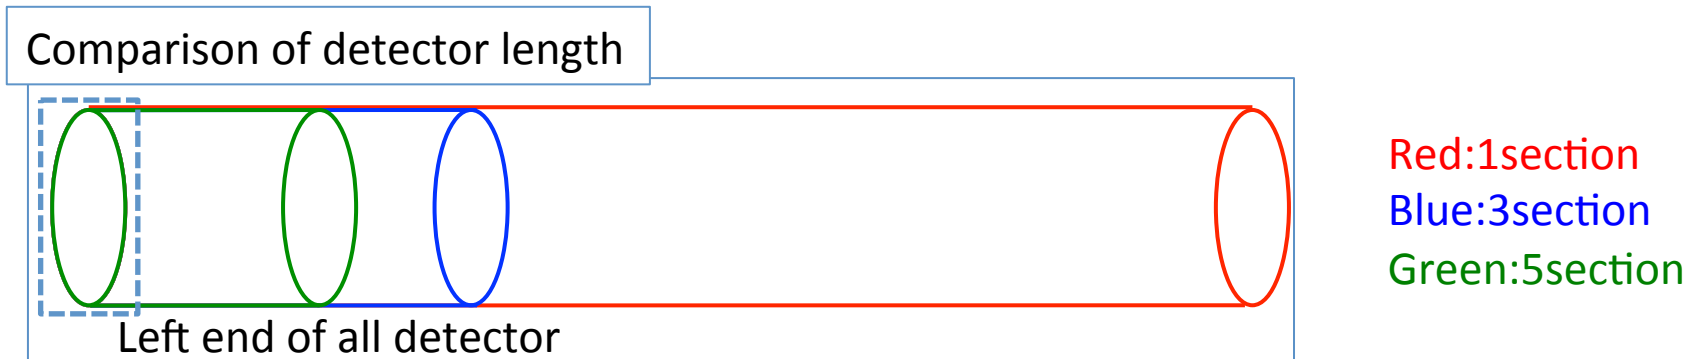 Comparison of detector length
Red:1section
Blue:3section
Green:5section
Left end of all detector